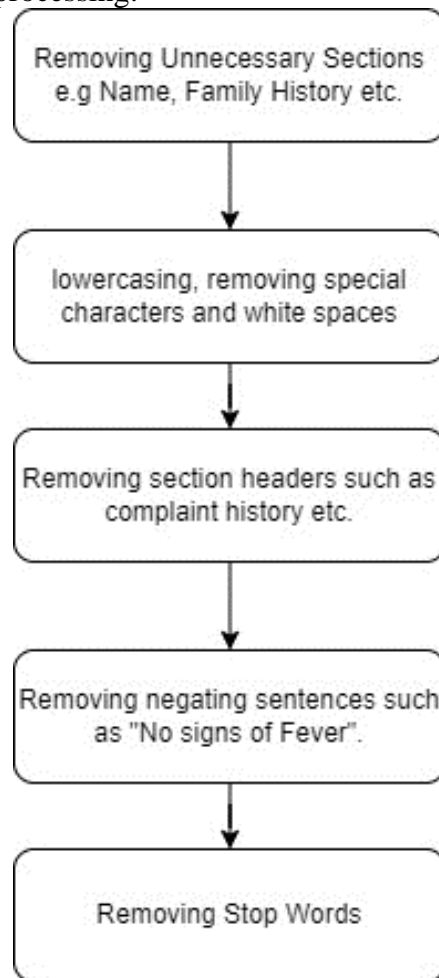 Removing Unnecessary Sections
e.g Name, Family History etc.
lowercasing, removing special
characters and white spaces
Removing section headers such as
complaint history etc.
Removing negating sentences such
as "No signs of Fever".
Removing Stop Words